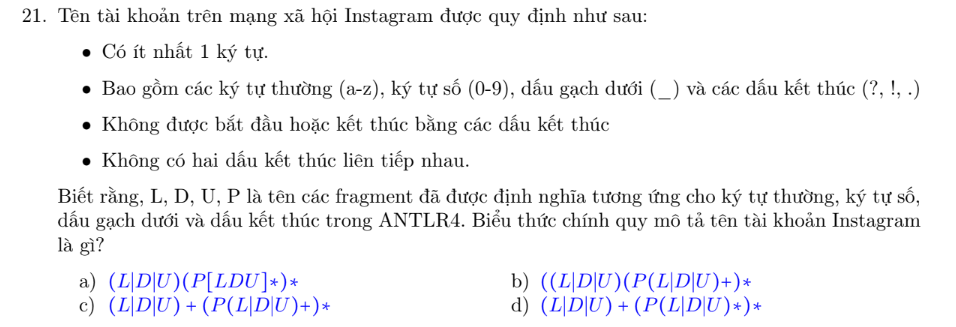 21. Tên tài khoản trên mạng xã hội Instagram được quy định như sau:
• Có ít nhất 1 ký tự.
• Bao gồm các ký tự thường (a-z), ký tự số (0-9), dấu gạch dưới (_) và các dấu kết thúc (?, !, .)
• Không được bắt đầu hoặc kết thúc bằng các dấu kết thúc
• Không có hai dấu kết thúc liên tiếp nhau.
Biết rằng, L, D, U, P là tên các fragment đã được định nghĩa tương ứng cho ký tự thường, ký tự số,
dấu gạch dưới và dấu kết thúc trong ANTLR4. Biểu thức chính quy mô tả tên tài khoản Instagram
là gì?
a) (L|D|U)(P[LDU]*)* b) ((L|D|U)(P(L|D|U)+)*
c) (L|D|U) + (P(L|D|U)+)* d) (L|D|U) + (P(L|D|U)*)*